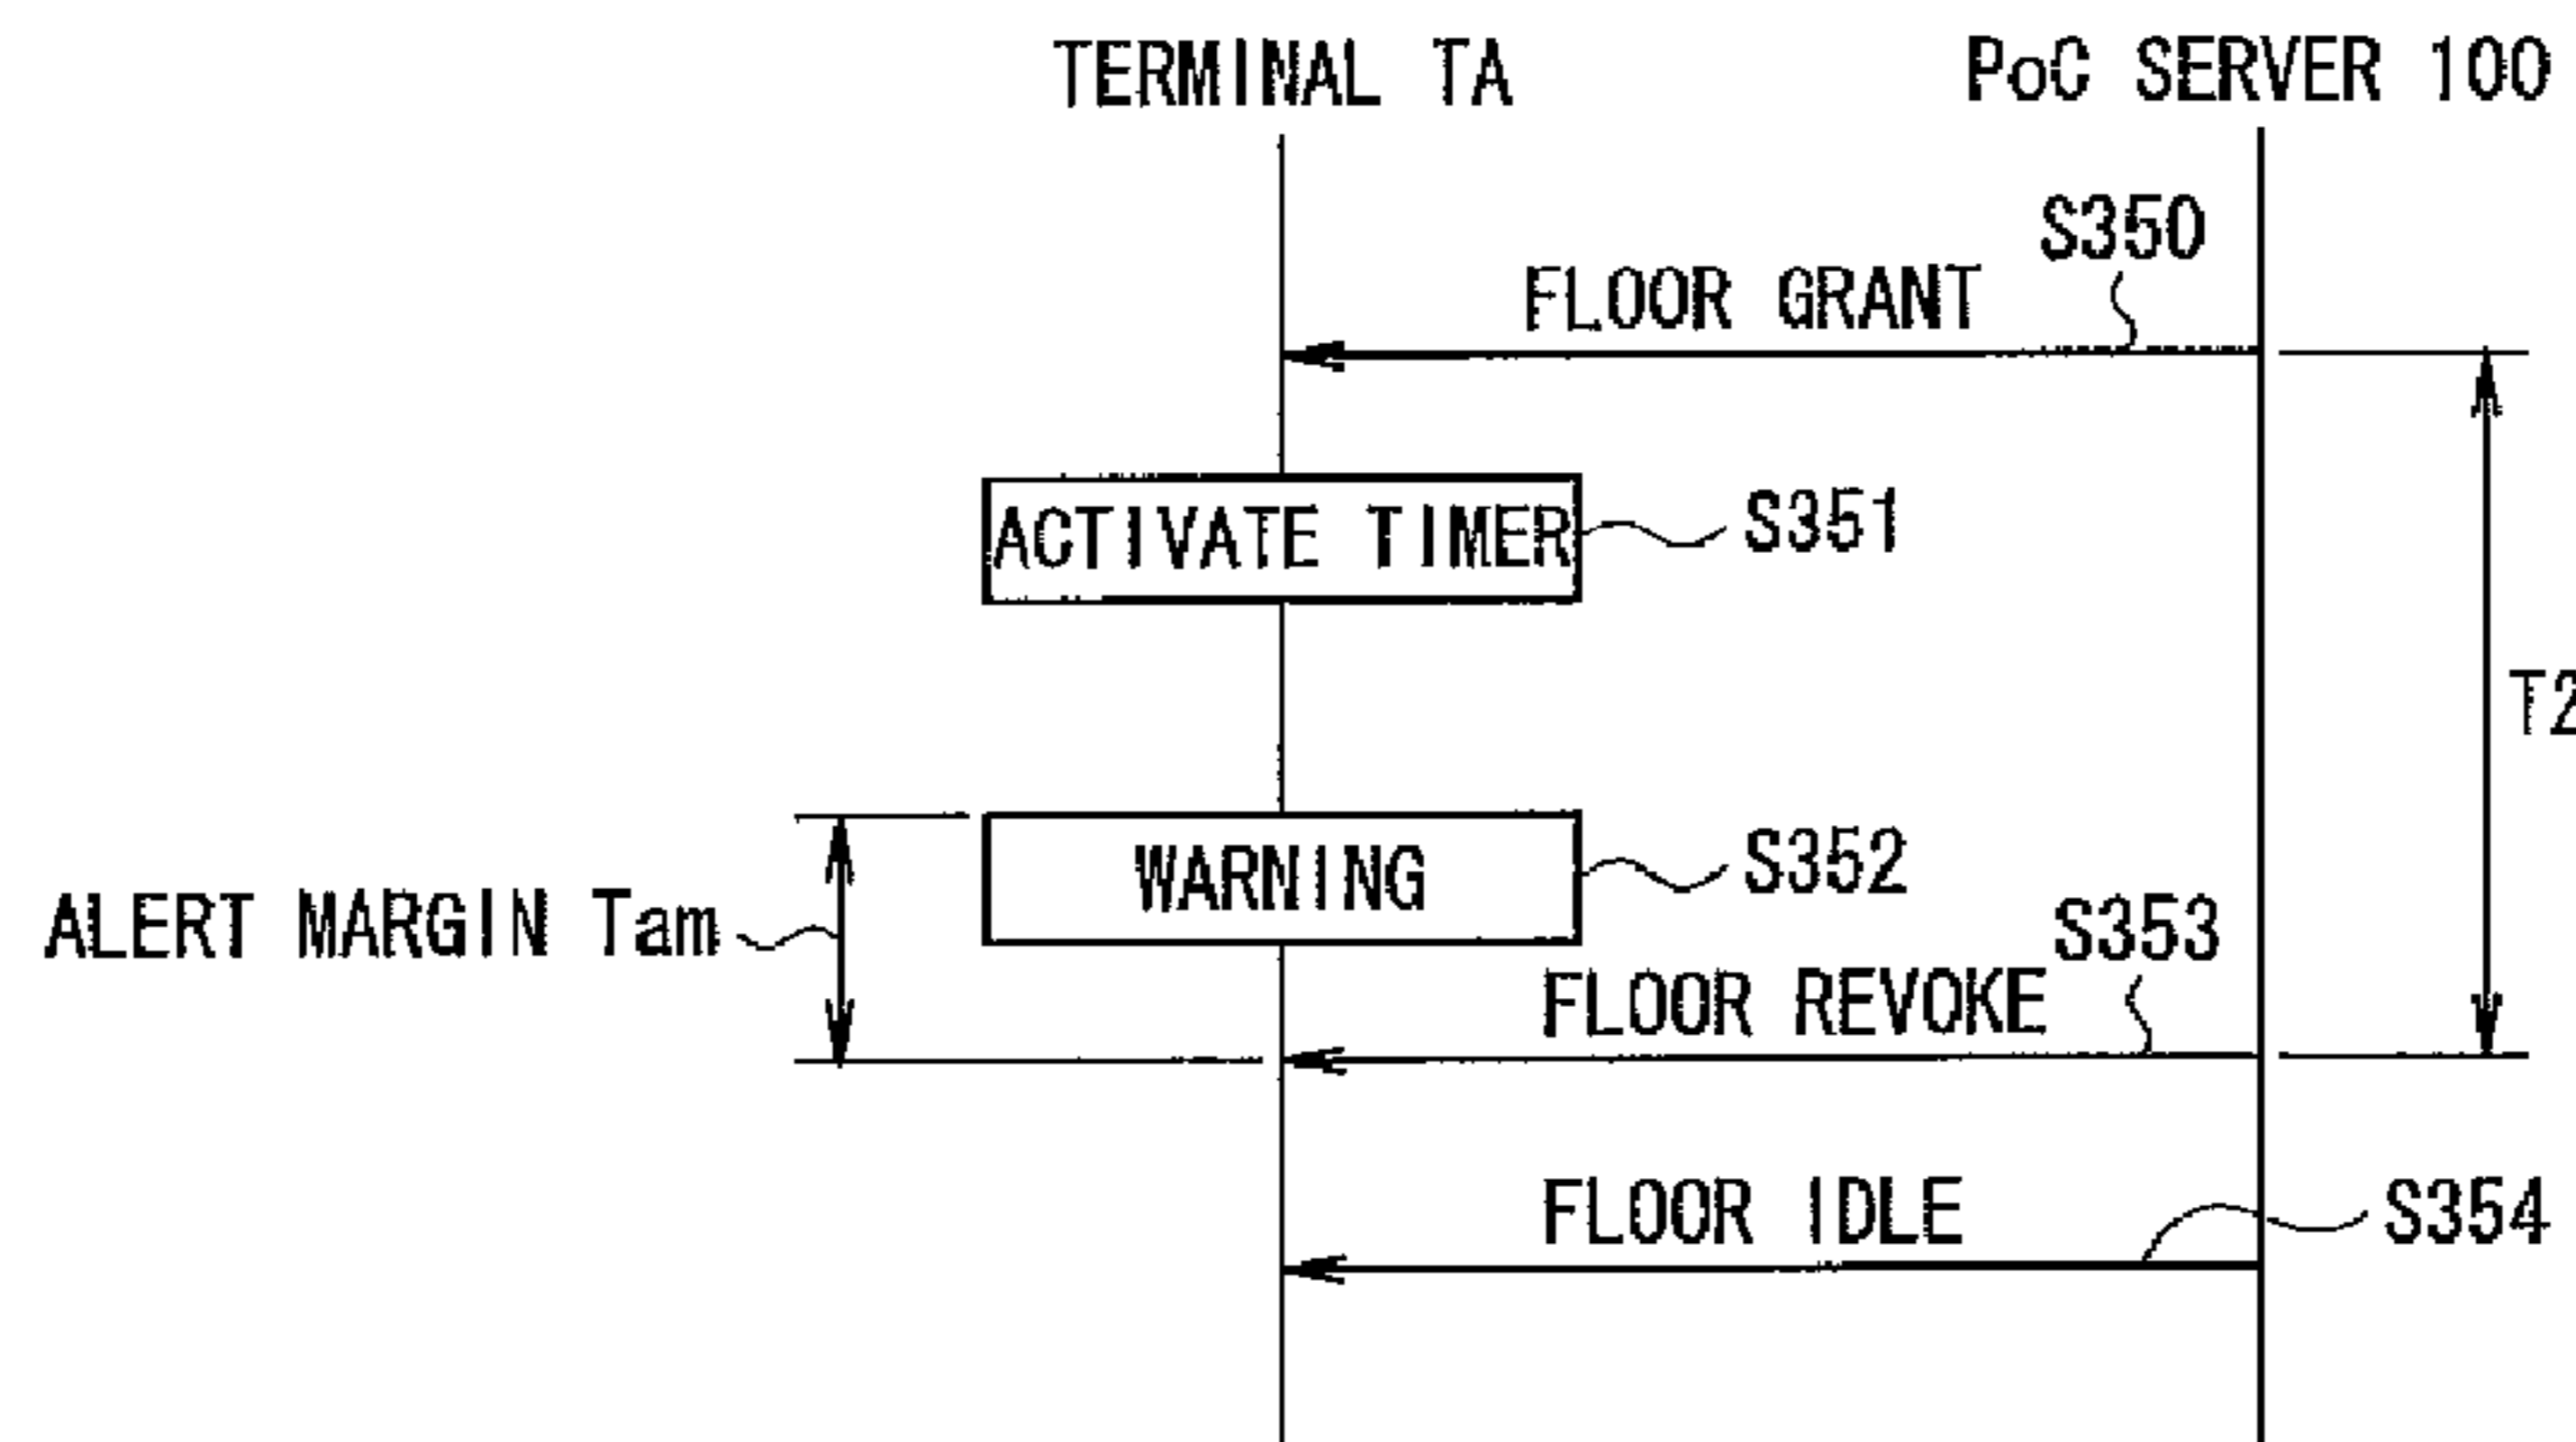 TERMINAL TA
PoC SERVER 100
S350
FLOOR GRANT
ACTIVATE TIMER
S351
T2
WARNING
S352
ALERT MARGIN Tam
S353
FLOOR REVOKE
FLOOR IDLE
S354